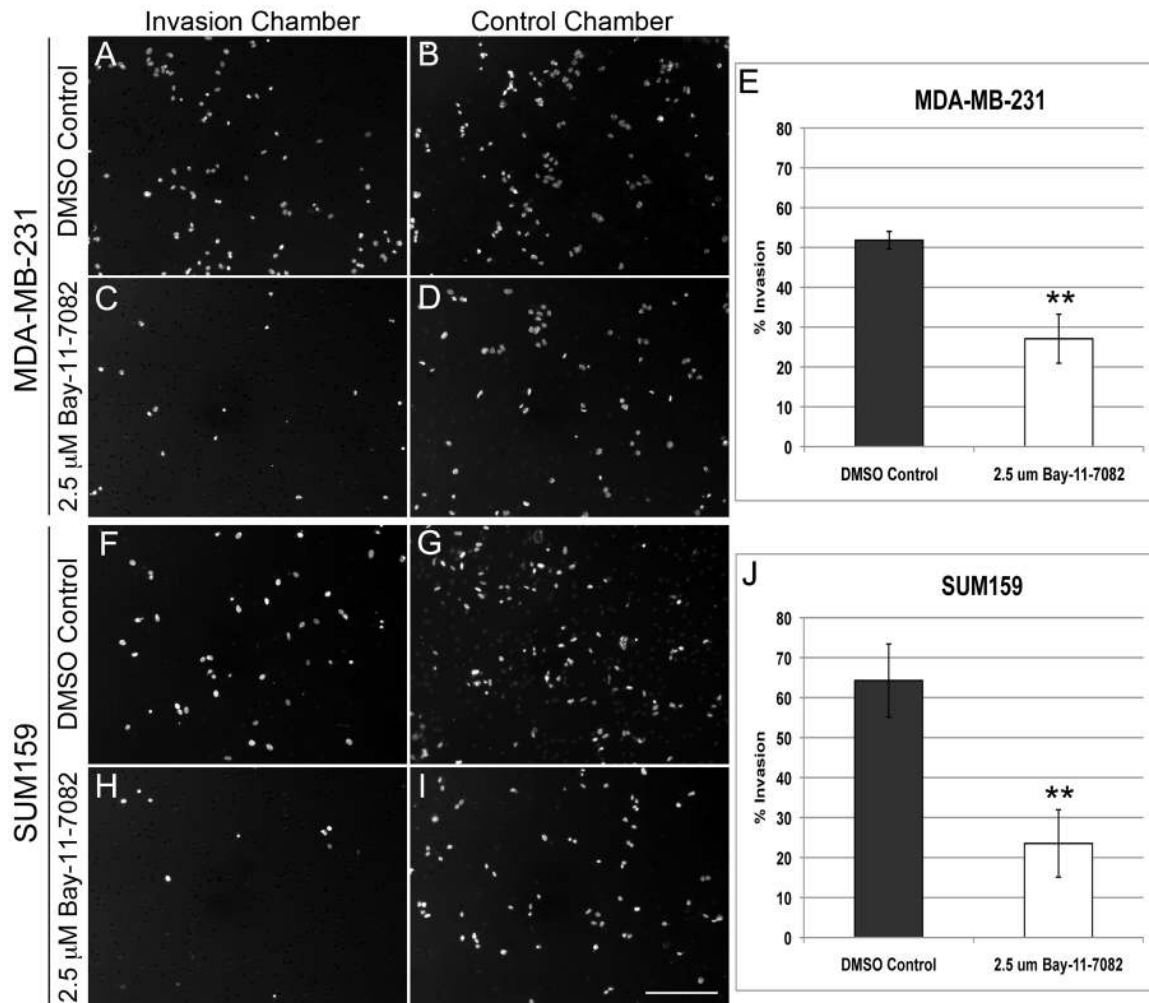 Invasion Chamber
Control Chamber
MDA-MB-231
DMSO Control
2.5 μM Bay-11-7082
A
B
C
D
E
MDA-MB-231
% Invasion
80
70
60
50
40
30
20
10
0
**
DMSO Control
2.5 um Bay-11-7082
SUM159
DMSO Control
2.5 μM Bay-11-7082
F
G
H
I
J
SUM159
% Invasion
80
70
60
50
40
30
20
10
0
**
DMSO Control
2.5 um Bay-11-7082